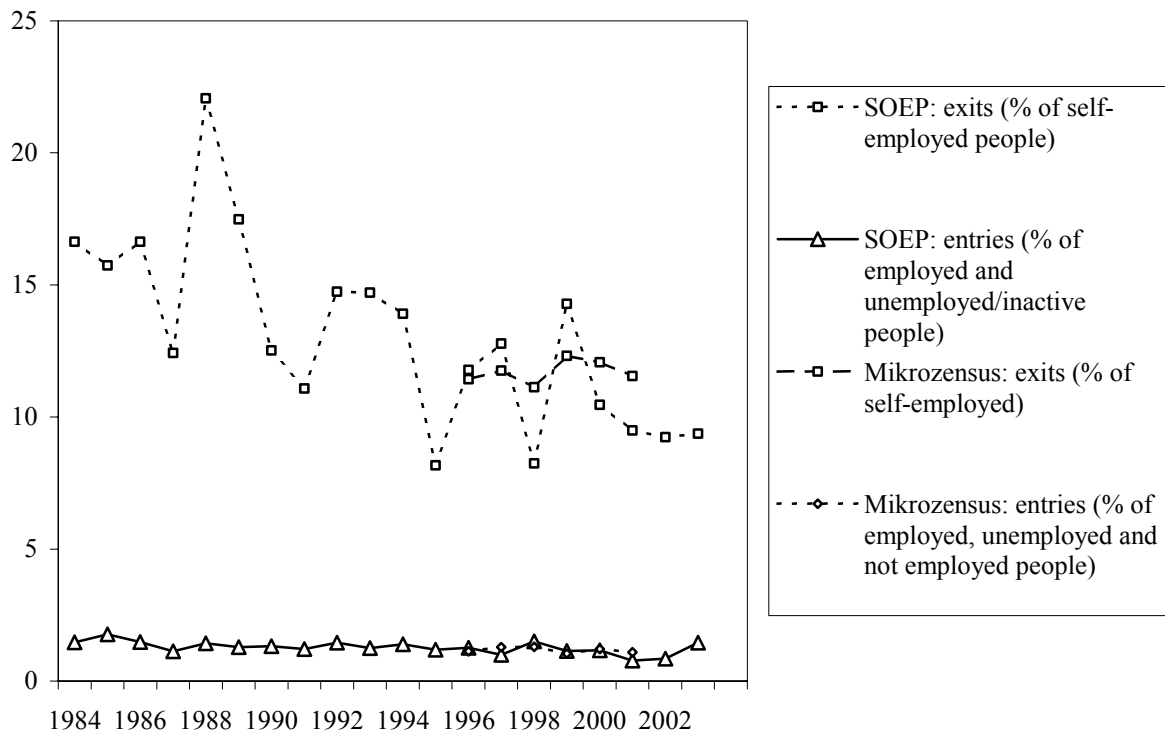 25
20
15
10
5
0
1984 1986 1988 1990 1992 1994 1996 1998 2000 2002
SOEP: exits (% of self-
employed people)
SOEP: entries (% of
employed and
unemployed/inactive
people)
Mikrozensus: exits (% of
self-employed)
Mikrozensus: entries (% of
employed, unemployed and
not employed people)